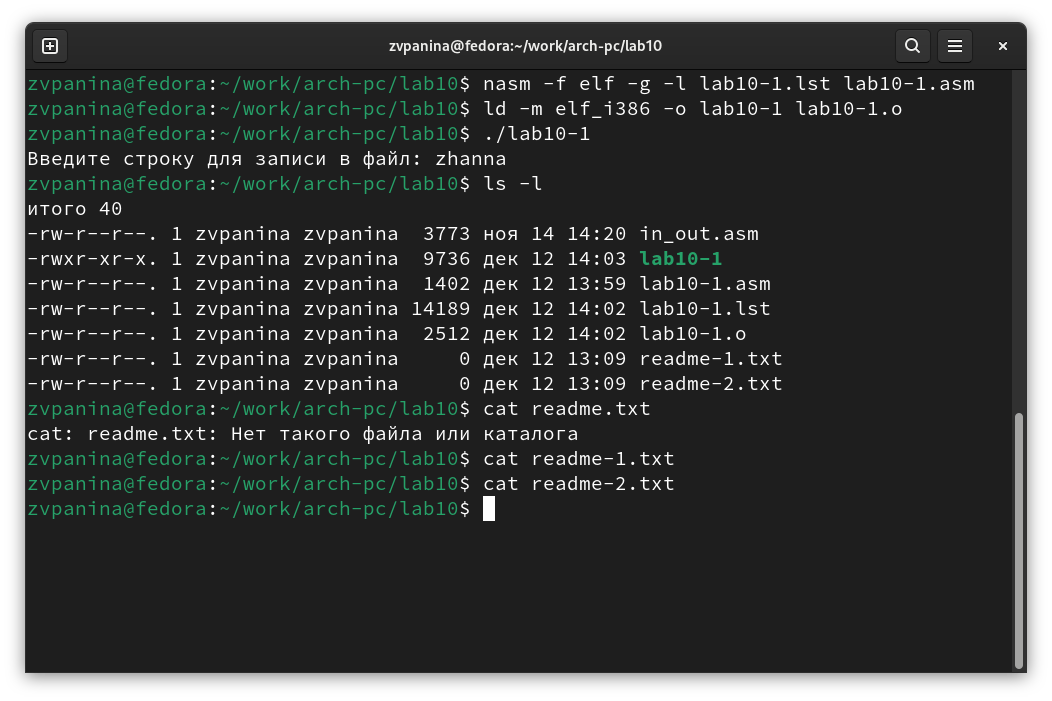 zvpanina@fedora:~/work/arch-pc/lab10
zvpanina@fedora:~/work/arch-pc/lab10$ nasm -f elf -g -l lab10-1.lst lab10-1.asm
zvpanina@fedora:~/work/arch-pc/lab10$ ld -m elf_i386 -o lab10-1 lab10-1.o
zvpanina@fedora:~/work/arch-pc/lab10$ ./lab10-1
Введите строку для записи в файл: zhanna
zvpanina@fedora:~/work/arch-pc/lab10$ ls -l
итого 40
-rw-r--r--. 1 zvpanina zvpanina  3773 ноя 14 14:20 in_out.asm
-rwxr-xr-x. 1 zvpanina zvpanina  9736 дек 12 14:03 lab10-1
-rw-r--r--. 1 zvpanina zvpanina  1402 дек 12 13:59 lab10-1.asm
-rw-r--r--. 1 zvpanina zvpanina 14189 дек 12 14:02 lab10-1.lst
-rw-r--r--. 1 zvpanina zvpanina  2512 дек 12 14:02 lab10-1.o
-rw-r--r--. 1 zvpanina zvpanina     0 дек 12 13:09 readme-1.txt
-rw-r--r--. 1 zvpanina zvpanina     0 дек 12 13:09 readme-2.txt
zvpanina@fedora:~/work/arch-pc/lab10$ cat readme.txt
cat: readme.txt: Нет такого файла или каталога
zvpanina@fedora:~/work/arch-pc/lab10$ cat readme-1.txt
zvpanina@fedora:~/work/arch-pc/lab10$ cat readme-2.txt
zvpanina@fedora:~/work/arch-pc/lab10$